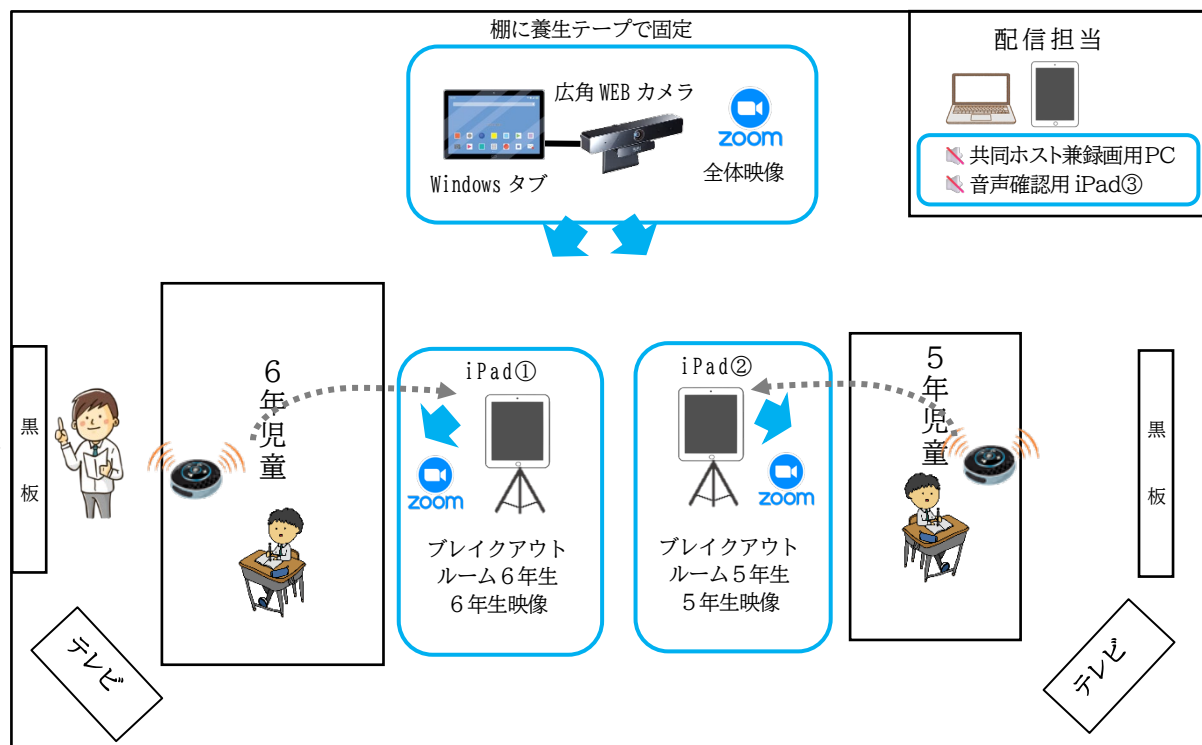 棚に養生テープで固定
広角WEBカメラ
zoom
Windowsタブ
全体映像
配信担当
共同ホスト兼録画用PC
音声確認用iPad③
黒板
6年児童
iPad①
zoom
ブレイクアウト
ルーム6年生
6年生映像
iPad②
zoom
ブレイクアウト
ルーム5年生
5年生映像
5年児童
黒板
テレビ
テレビ